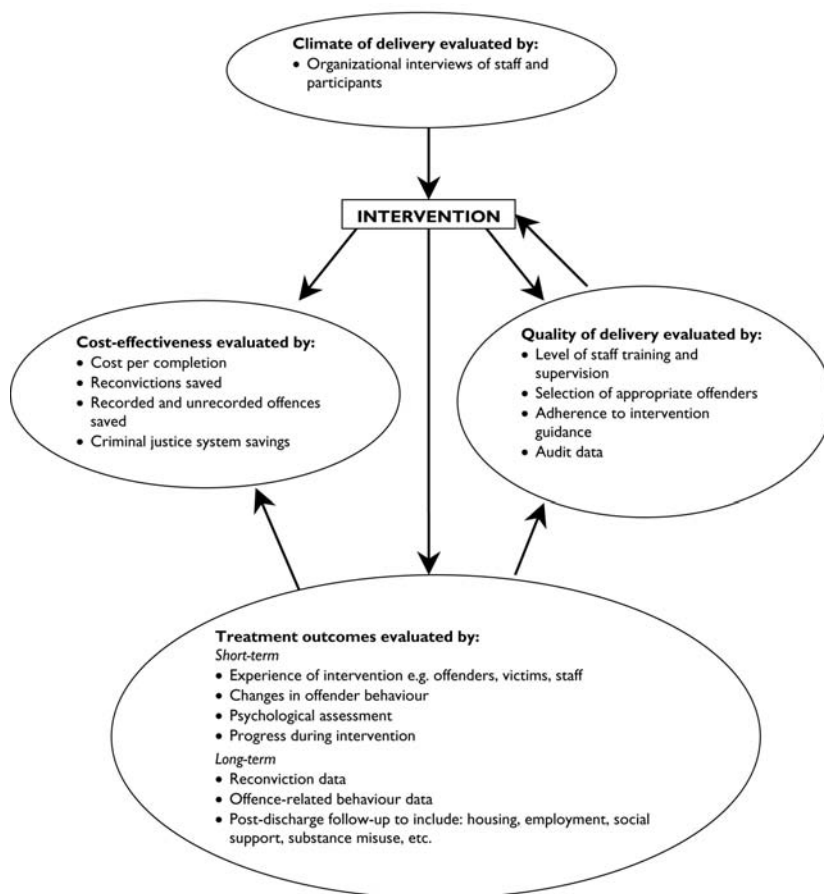 Climate of delivery evaluated by:
• Organizational interviews of staff and
participants
INTERVENTION
Cost-effectiveness evaluated by:
• Cost per completion
• Reconvictions saved
• Recorded and unrecorded offences
saved
• Criminal justice system savings
Quality of delivery evaluated by:
• Level of staff training and
supervision
• Selection of appropriate offenders
• Adherence to intervention
guidance
• Audit data
Treatment outcomes evaluated by:
Short-term
• Experience of intervention e.g. offenders, victims, staff
• Changes in offender behaviour
• Psychological assessment
• Progress during intervention
Long-term
• Reconviction data
• Offence-related behaviour data
• Post-discharge follow-up to include: housing, employment, social
support, substance misuse, etc.